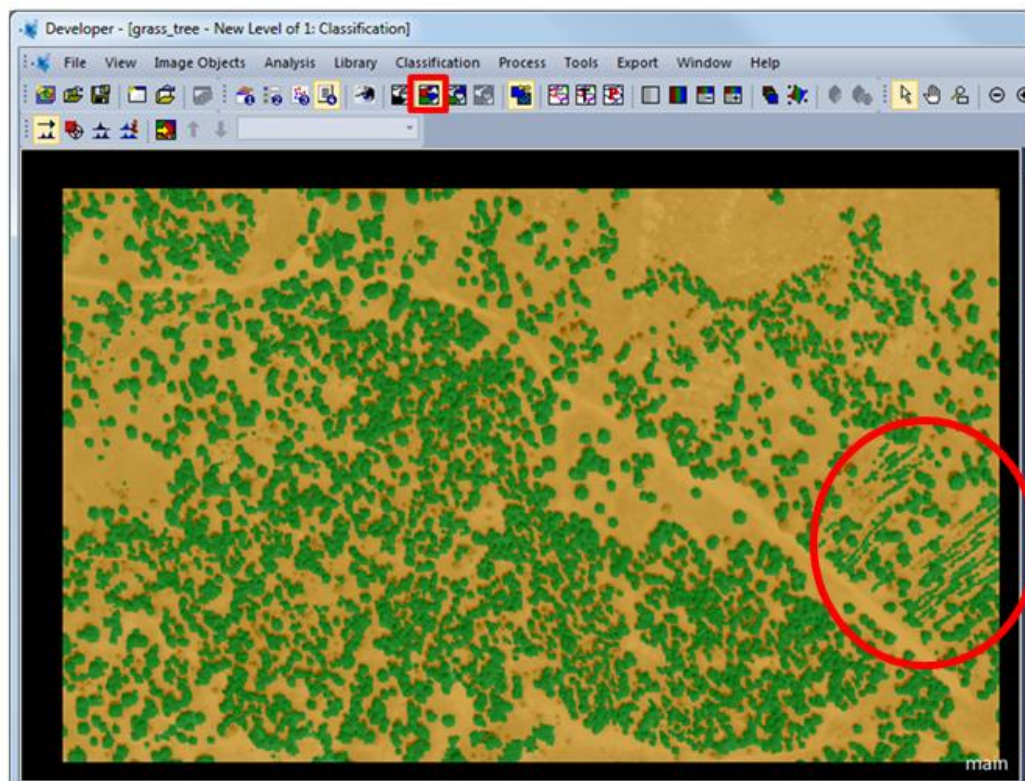 Developer - [grass_tree - New Level of 1: Classification]
File View Image Objects Analysis Library Classification Process Tools Export Window Help
main